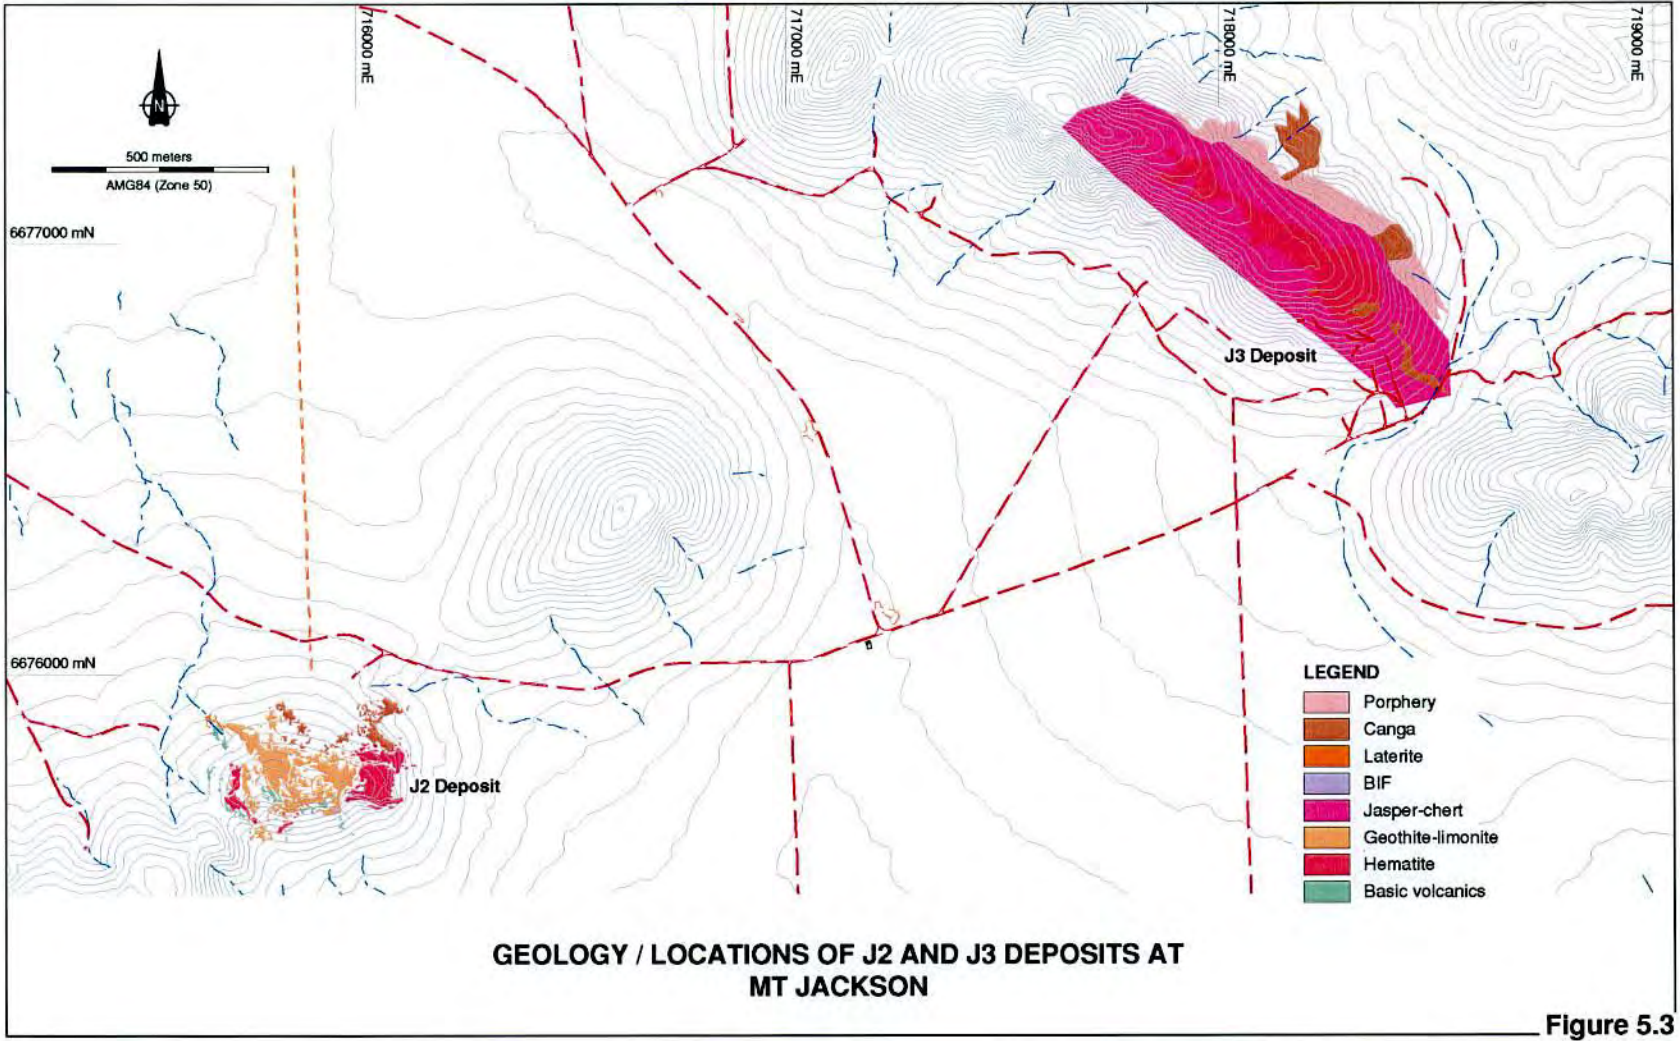 716000 mE
717000 mE
718000 mE
719000 mE
N
500 meters
AMG84 (Zone 50)
6677000 mN
J3 Deposit
6676000 mN
J2 Deposit
LEGEND
Porphery
Canga
Laterite
BIF
Jasper-chert
Geothite-limonite
Hematite
Basic volcanics
GEOLOGY / LOCATIONS OF J2 AND J3 DEPOSITS AT
MT JACKSON
Figure 5.3